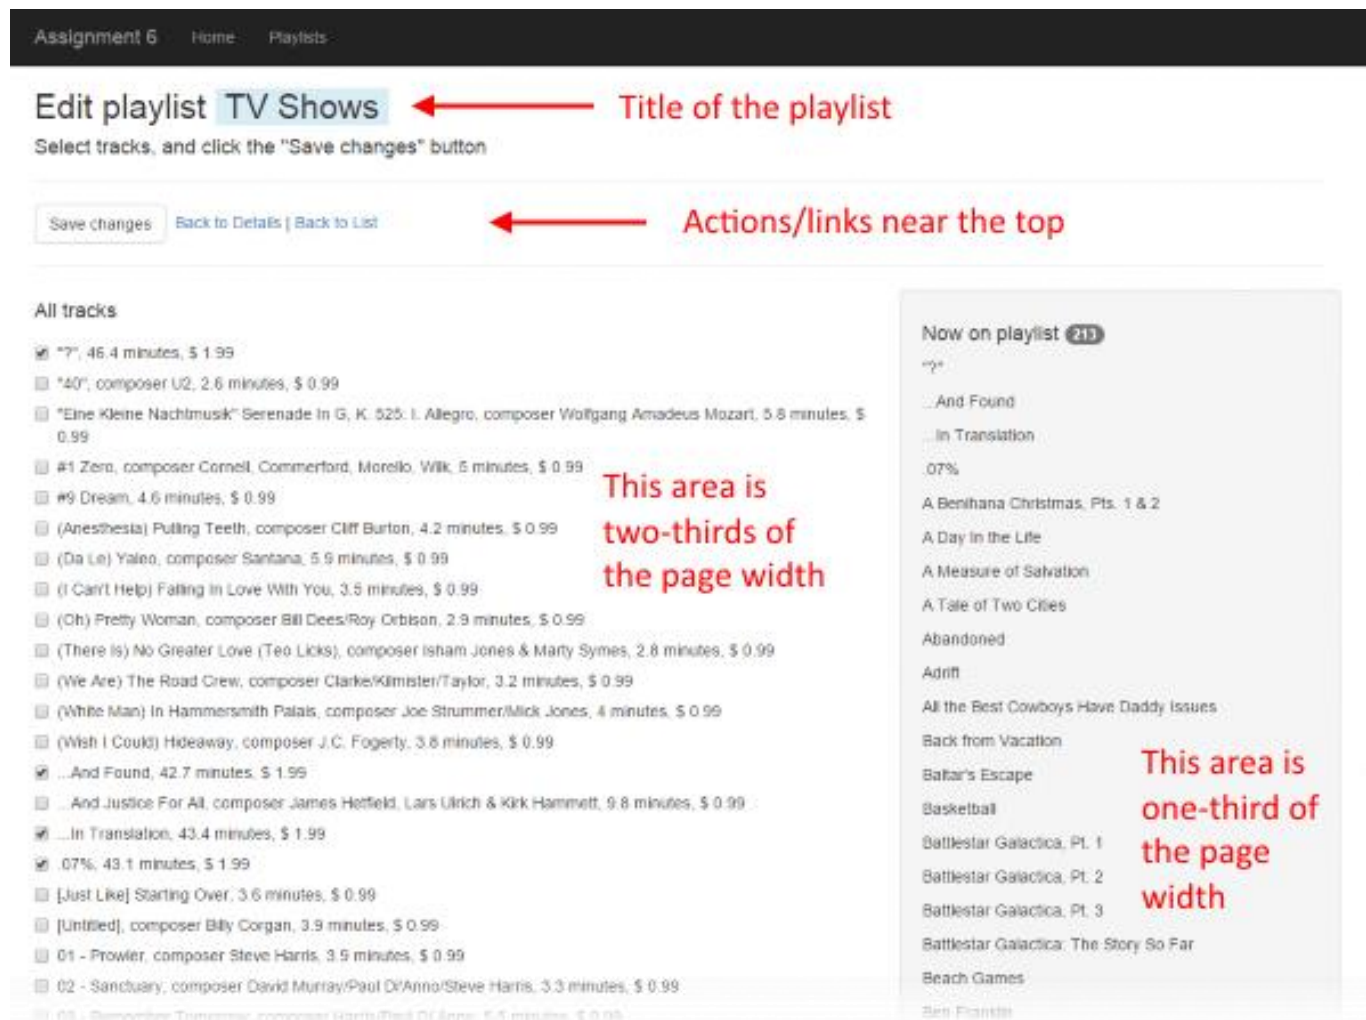 Assignment 6 Home Playlists
Edit playlist TV Shows
Title of the playlist
Select tracks, and click the "Save changes" button
Save changes Back to Details | Back to List
Actions/links near the top
All tracks
"?", 46.4 minutes, $ 1.99
"40", composer U2, 2.6 minutes, $ 0.99
"Eine Kleine Nachtmusik" Serenade In G, K. 525: I. Allegro, composer Wolfgang Amadeus Mozart, 5.8 minutes, $
0.99
#1 Zero, composer Cornell, Commerford, Morello, Wilk, 5 minutes, $ 0.99
#9 Dream, 4.6 minutes, $ 0.99
(Anesthesia) Pulling Teeth, composer Cliff Burton, 4.2 minutes, $ 0.99
(Da Le) Yaleo, composer Santana, 5.9 minutes, $ 0.99
(I Can't Help) Falling In Love With You, 3.5 minutes, $ 0.99
(Oh) Pretty Woman, composer Bill Dees/Roy Orbison, 2.9 minutes, $ 0.99
(There Is) No Greater Love (Teo Licks), composer Isham Jones & Marty Symes, 2.8 minutes, $ 0.99
(We Are) The Road Crew, composer Clarke/Kilmister/Taylor, 3.2 minutes, $ 0.99
(White Man) In Hammersmith Palais, composer Joe Strummer/Mick Jones, 4 minutes, $ 0.99
(Wish I Could) Hideaway, composer J.C. Fogerty, 3.8 minutes, $ 0.99
...And Found, 42.7 minutes, $ 1.99
...And Justice For All, composer James Hetfield, Lars Ulrich & Kirk Hammett, 9.8 minutes, $ 0.99
...In Translation, 43.4 minutes, $ 1.99
.07%, 43.1 minutes, $ 1.99
[Just Like] Starting Over, 3.6 minutes, $ 0.99
[Untitled], composer Billy Corgan, 3.9 minutes, $ 0.99
01 - Prowler, composer Steve Harris, 3.9 minutes, $ 0.99
02 - Sanctuary, composer David Murray/Paul Di'Anno/Steve Harris, 3.3 minutes, $ 0.99
03 - Remember Tomorrow, composer Harris/Paul Di'Anno, 5.5 minutes, $ 0.99
This area is
two-thirds of
the page width
Now on playlist 213
"?"
...And Found
...In Translation
.07%
A Benihana Christmas, Pts. 1 & 2
A Day In the Life
A Measure of Salvation
A Tale of Two Cities
Abandoned
Adrift
All the Best Cowboys Have Daddy Issues
Back from Vacation
Baltar's Escape
Basketball
Battlestar Galactica, Pt. 1
Battlestar Galactica, Pt. 2
Battlestar Galactica, Pt. 3
Battlestar Galactica: The Story So Far
Beach Games
Ben Franklin
This area is
one-third of
the page
width